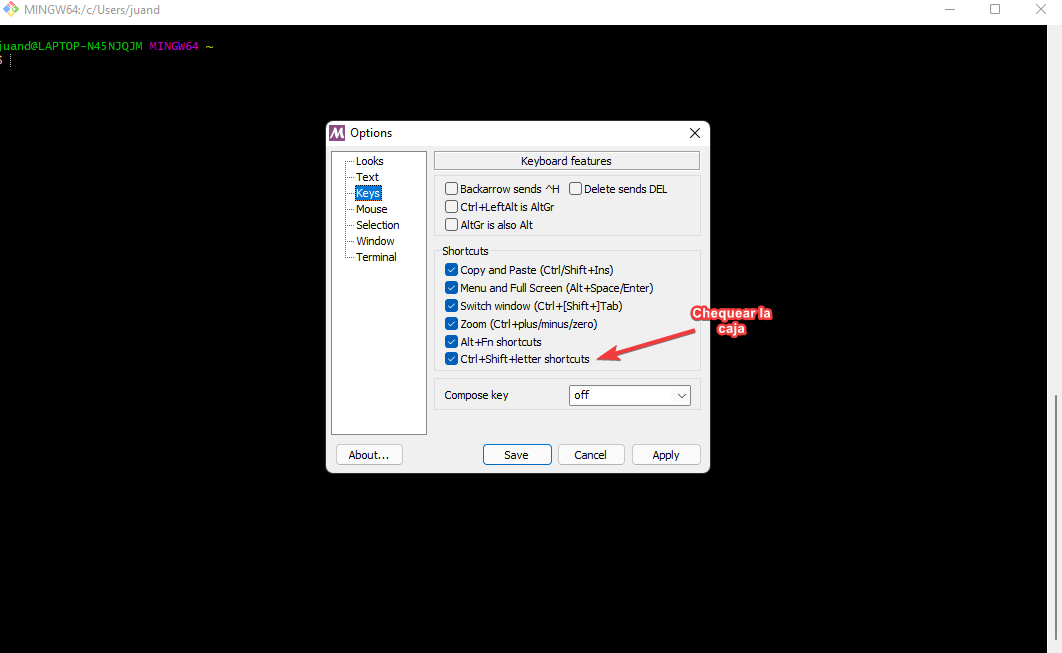 MINGW64:/c/Users/juand
juand@LAPTOP-N45NJQJM MINGW64 ~
$
Options
Looks
Text
Keys
Mouse
Selection
Window
Terminal
Keyboard features
Backarrow sends ^H Delete sends DEL
Ctrl+LeftAlt is AltGr
AltGr is also Alt
Shortcuts
Copy and Paste (Ctrl/Shift+Ins)
Menu and Full Screen (Alt+Space/Enter)
Switch window (Ctrl+[Shift+]Tab)
Zoom (Ctrl+plus/minus/zero)
Alt+Fn shortcuts
Ctrl+Shift+letter shortcuts
Chequear la
caja
Compose key off
About... Save Cancel Apply